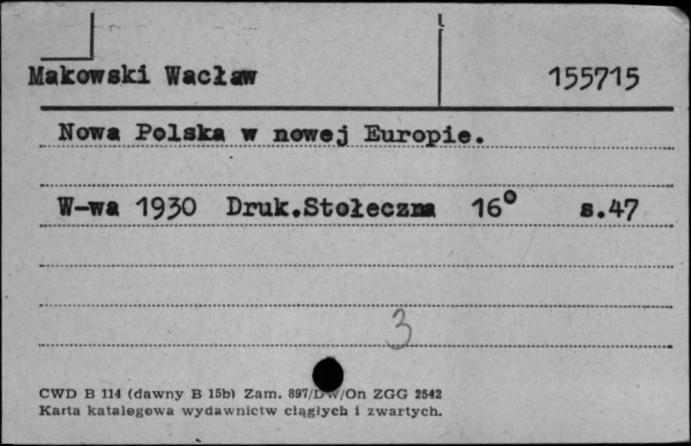 Makowski Wacław 155715
Nowa Polska w nowej Europie.
W-wa 1930 Druk.Stołeczna 16° s.47
3
CWD B 114 (dawny B 15b) Zam. 897/DW/On ZGG 2542
Karta katalogowa wydawnictw ciągłych i zwartych.